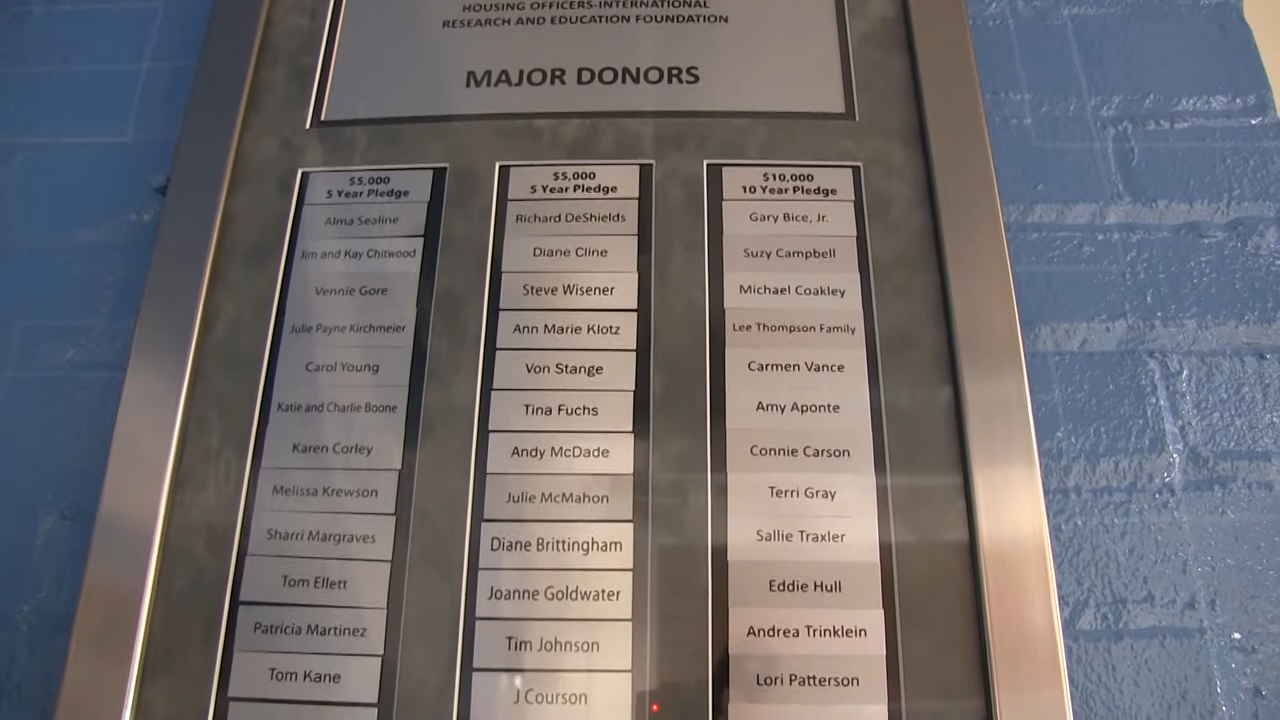 HOUSING OFFICERS-INTERNATIONAL
RESEARCH AND EDUCATION FOUNDATION
MAJOR DONORS
$5,000
5 Year Pledge
Alma Sealine
Jim and Kay Chitwood
Vennie Gore
Julie Payne Kirchmeier
Carol Young
Katie and Charlie Boone
Karen Corley
Melissa Krewson
Sharri Margraves
Tom Ellett
Patricia Martinez
Tom Kane
$5,000
5 Year Pledge
Richard DeShields
Diane Cline
Steve Wisener
Ann Marie Klotz
Von Stange
Tina Fuchs
Andy McDade
Julie McMahon
Diane Brittingham
Joanne Goldwater
Tim Johnson
J Courson
$10,000
10 Year Pledge
Gary Bice, Jr.
Suzy Campbell
Michael Coakley
Lee Thompson Family
Carmen Vance
Amy Aponte
Connie Carson
Terri Gray
Sallie Traxler
Eddie Hull
Andrea Trinklein
Lori Patterson